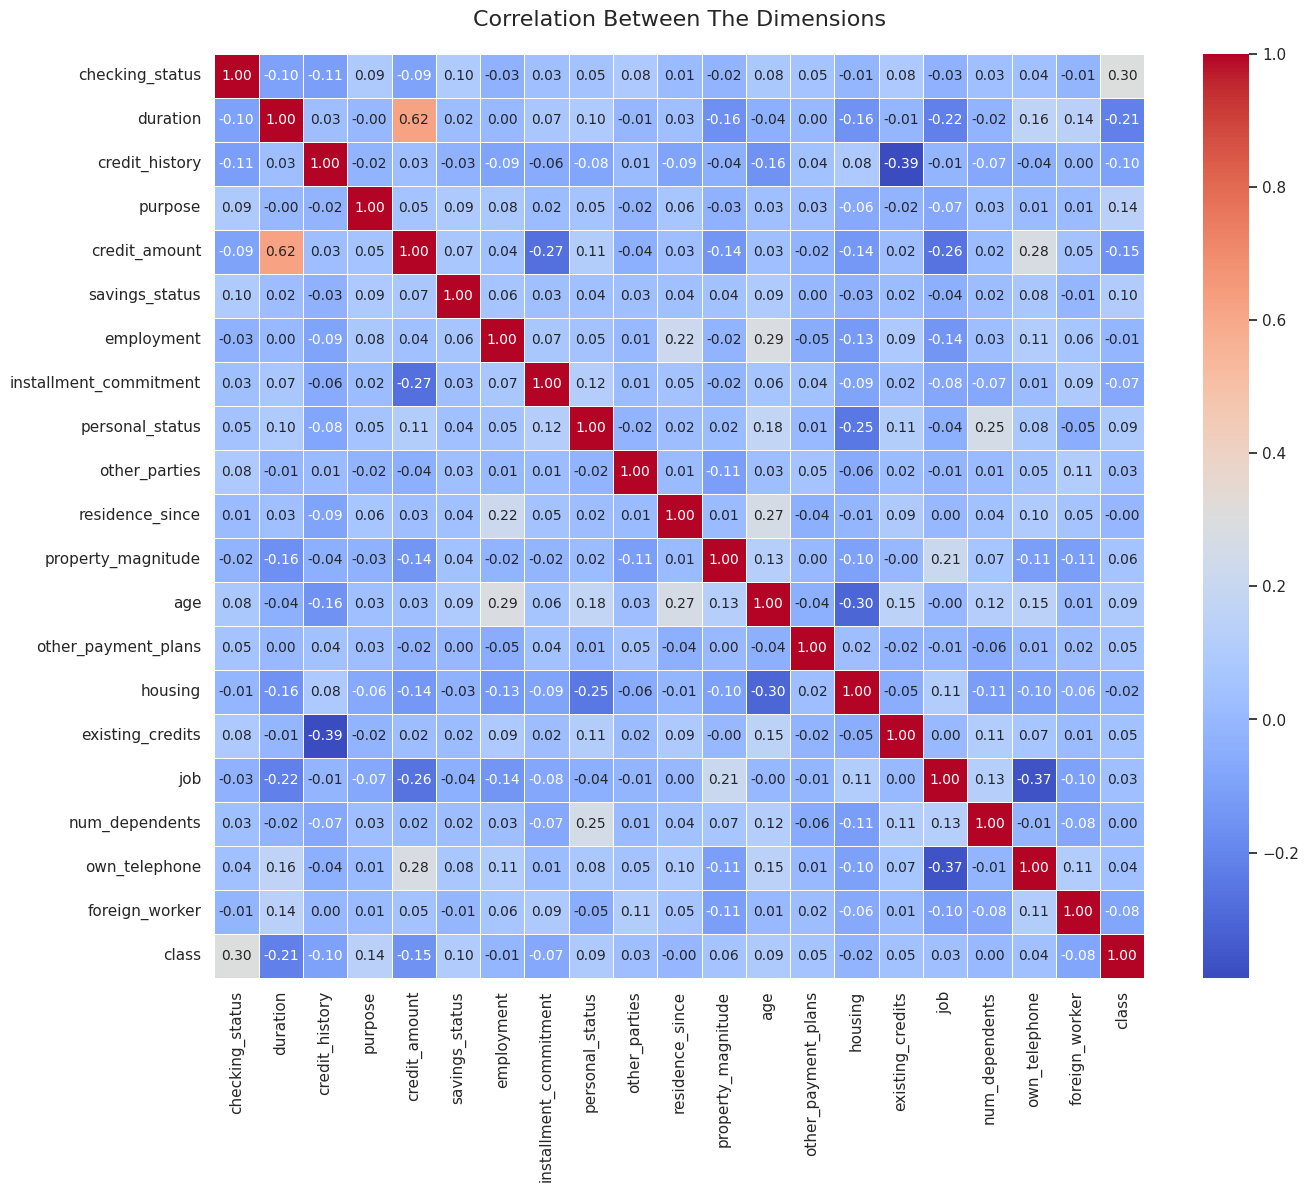 Correlation Between The Dimensions
checking_status 1.00 -0.10 -0.11 0.09 -0.09 0.10 -0.03 0.03 0.05 0.08 0.01 -0.02 0.08 0.05 -0.01 0.08 -0.03 0.03 0.04 -0.01 0.30
duration -0.10 1.00 0.03 -0.00 0.62 0.02 0.00 0.07 0.10 -0.01 0.03 -0.16 -0.04 0.00 -0.16 -0.01 -0.22 -0.02 0.16 0.14 -0.21
credit_history -0.11 0.03 1.00 -0.02 0.03 -0.03 -0.09 -0.06 -0.08 0.01 -0.09 -0.04 -0.16 0.04 0.08 -0.39 -0.01 -0.07 -0.04 0.00 -0.10
purpose 0.09 -0.00 -0.02 1.00 0.05 0.09 0.08 0.02 0.05 -0.02 0.06 -0.03 0.03 0.03 -0.06 -0.02 -0.07 0.03 0.01 0.01 0.14
credit_amount -0.09 0.62 0.03 0.05 1.00 0.07 0.04 -0.27 0.11 -0.04 0.03 -0.14 0.03 -0.02 -0.14 0.02 -0.26 0.02 0.28 0.05 -0.15
savings_status 0.10 0.02 -0.03 0.09 0.07 1.00 0.06 0.03 0.04 0.03 0.04 0.04 0.09 0.00 -0.03 0.02 -0.04 0.02 0.08 -0.01 0.10
employment -0.03 0.00 -0.09 0.08 0.04 0.06 1.00 0.07 0.05 0.01 0.22 -0.02 0.29 -0.05 -0.13 0.09 -0.14 0.03 0.11 0.06 -0.01
installment_commitment 0.03 0.07 -0.06 0.02 -0.27 0.03 0.07 1.00 0.12 0.01 0.05 -0.02 0.06 0.04 -0.09 0.02 -0.08 -0.07 0.01 0.09 -0.07
personal_status 0.05 0.10 -0.08 0.05 0.11 0.04 0.05 0.12 1.00 -0.02 0.02 0.02 0.18 0.01 -0.25 0.11 -0.04 0.25 0.08 -0.05 0.09
other_parties 0.08 -0.01 0.01 -0.02 -0.04 0.03 0.01 0.01 -0.02 1.00 0.01 -0.11 0.03 0.05 -0.06 0.02 -0.01 0.01 0.05 0.11 0.03
residence_since 0.01 0.03 -0.09 0.06 0.03 0.04 0.22 0.05 0.02 0.01 1.00 0.01 0.27 -0.04 -0.01 0.09 0.00 0.04 0.10 0.05 -0.00
property_magnitude -0.02 -0.16 -0.04 -0.03 -0.14 0.04 -0.02 -0.02 0.02 -0.11 0.01 1.00 0.13 0.00 -0.10 -0.00 0.21 0.07 -0.11 -0.11 0.06
age 0.08 -0.04 -0.16 0.03 0.03 0.09 0.29 0.06 0.18 0.03 0.27 0.13 1.00 -0.04 -0.30 0.15 -0.00 0.12 0.15 0.01 0.09
other_payment_plans 0.05 0.00 0.04 0.03 -0.02 0.00 -0.05 0.04 0.01 0.05 -0.04 0.00 -0.04 1.00 0.02 -0.02 -0.01 -0.06 0.01 0.02 0.05
housing -0.01 -0.16 0.08 -0.06 -0.14 -0.03 -0.13 -0.09 -0.25 -0.06 -0.01 -0.10 -0.30 0.02 1.00 -0.05 0.11 -0.11 -0.10 -0.06 -0.02
existing_credits 0.08 -0.01 -0.39 -0.02 0.02 0.02 0.09 0.02 0.11 0.02 0.09 -0.00 0.15 -0.02 -0.05 1.00 0.00 0.11 0.07 0.01 0.05
job -0.03 -0.22 -0.01 -0.07 -0.26 -0.04 -0.14 -0.08 -0.04 -0.01 0.00 0.21 -0.00 -0.01 0.11 0.00 1.00 0.13 -0.37 -0.10 0.03
num_dependents 0.03 -0.02 -0.07 0.03 0.02 0.02 0.03 -0.07 0.25 0.01 0.04 0.07 0.12 -0.06 -0.11 0.11 0.13 1.00 -0.01 -0.08 0.00
own_telephone 0.04 0.16 -0.04 0.01 0.28 0.08 0.11 0.01 0.08 0.05 0.10 -0.11 0.15 0.01 -0.10 0.07 -0.37 -0.01 1.00 0.11 0.04
foreign_worker -0.01 0.14 0.00 0.01 0.05 -0.01 0.06 0.09 -0.05 0.11 0.05 -0.11 0.01 0.02 -0.06 0.01 -0.10 -0.08 0.11 1.00 -0.08
class 0.30 -0.21 -0.10 0.14 -0.15 0.10 -0.01 -0.07 0.09 0.03 -0.00 0.06 0.09 0.05 -0.02 0.05 0.03 0.00 0.04 -0.08 1.00
checking_status
duration
credit_history
purpose
credit_amount
savings_status
employment
installment_commitment
personal_status
other_parties
residence_since
property_magnitude
age
other_payment_plans
housing
existing_credits
job
num_dependents
own_telephone
foreign_worker
class
1.0
0.8
0.6
0.4
0.2
0.0
−0.2